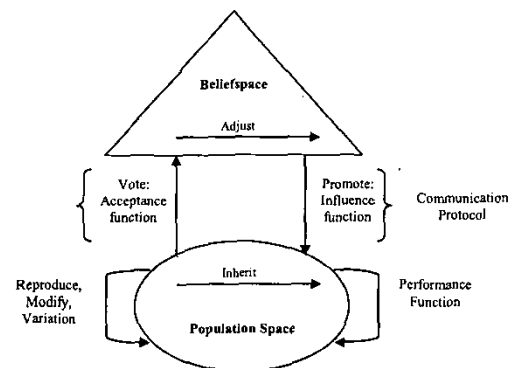 Beliefspace
Adjust
Vote:
Acceptance
function
Promote:
Influence
function
Communication
Protocol
Inherit
Reproduce,
Modify,
Variation
Performance
Function
Population Space